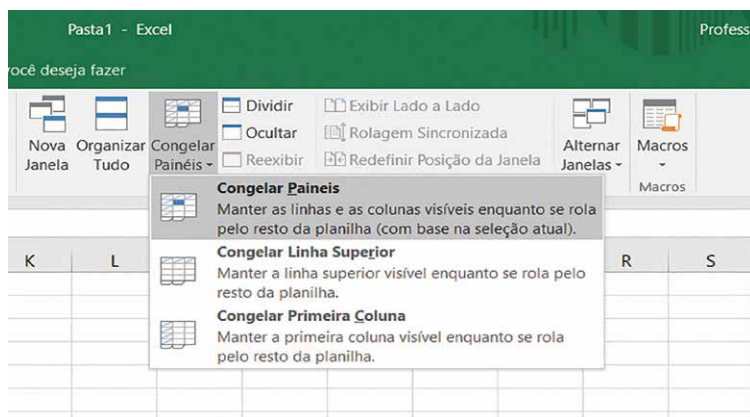 Pasta1 - Excel
Profess
você deseja fazer
Nova Janela
Organizar Tudo
Congelar Painéis
Dividir
Ocultar
Reexibir
Exibir Lado a Lado
Rolagem Sincronizada
Redefinir Posição da Janela
Alternar Janelas
Macros
Macros
Congelar Paineis
Manter as linhas e as colunas visíveis enquanto se rola
pelo resto da planilha (com base na seleção atual).
Congelar Linha Superior
Manter a linha superior visível enquanto se rola pelo
resto da planilha.
Congelar Primeira Coluna
Manter a primeira coluna visível enquanto se rola
pelo resto da planilha.
K L R S